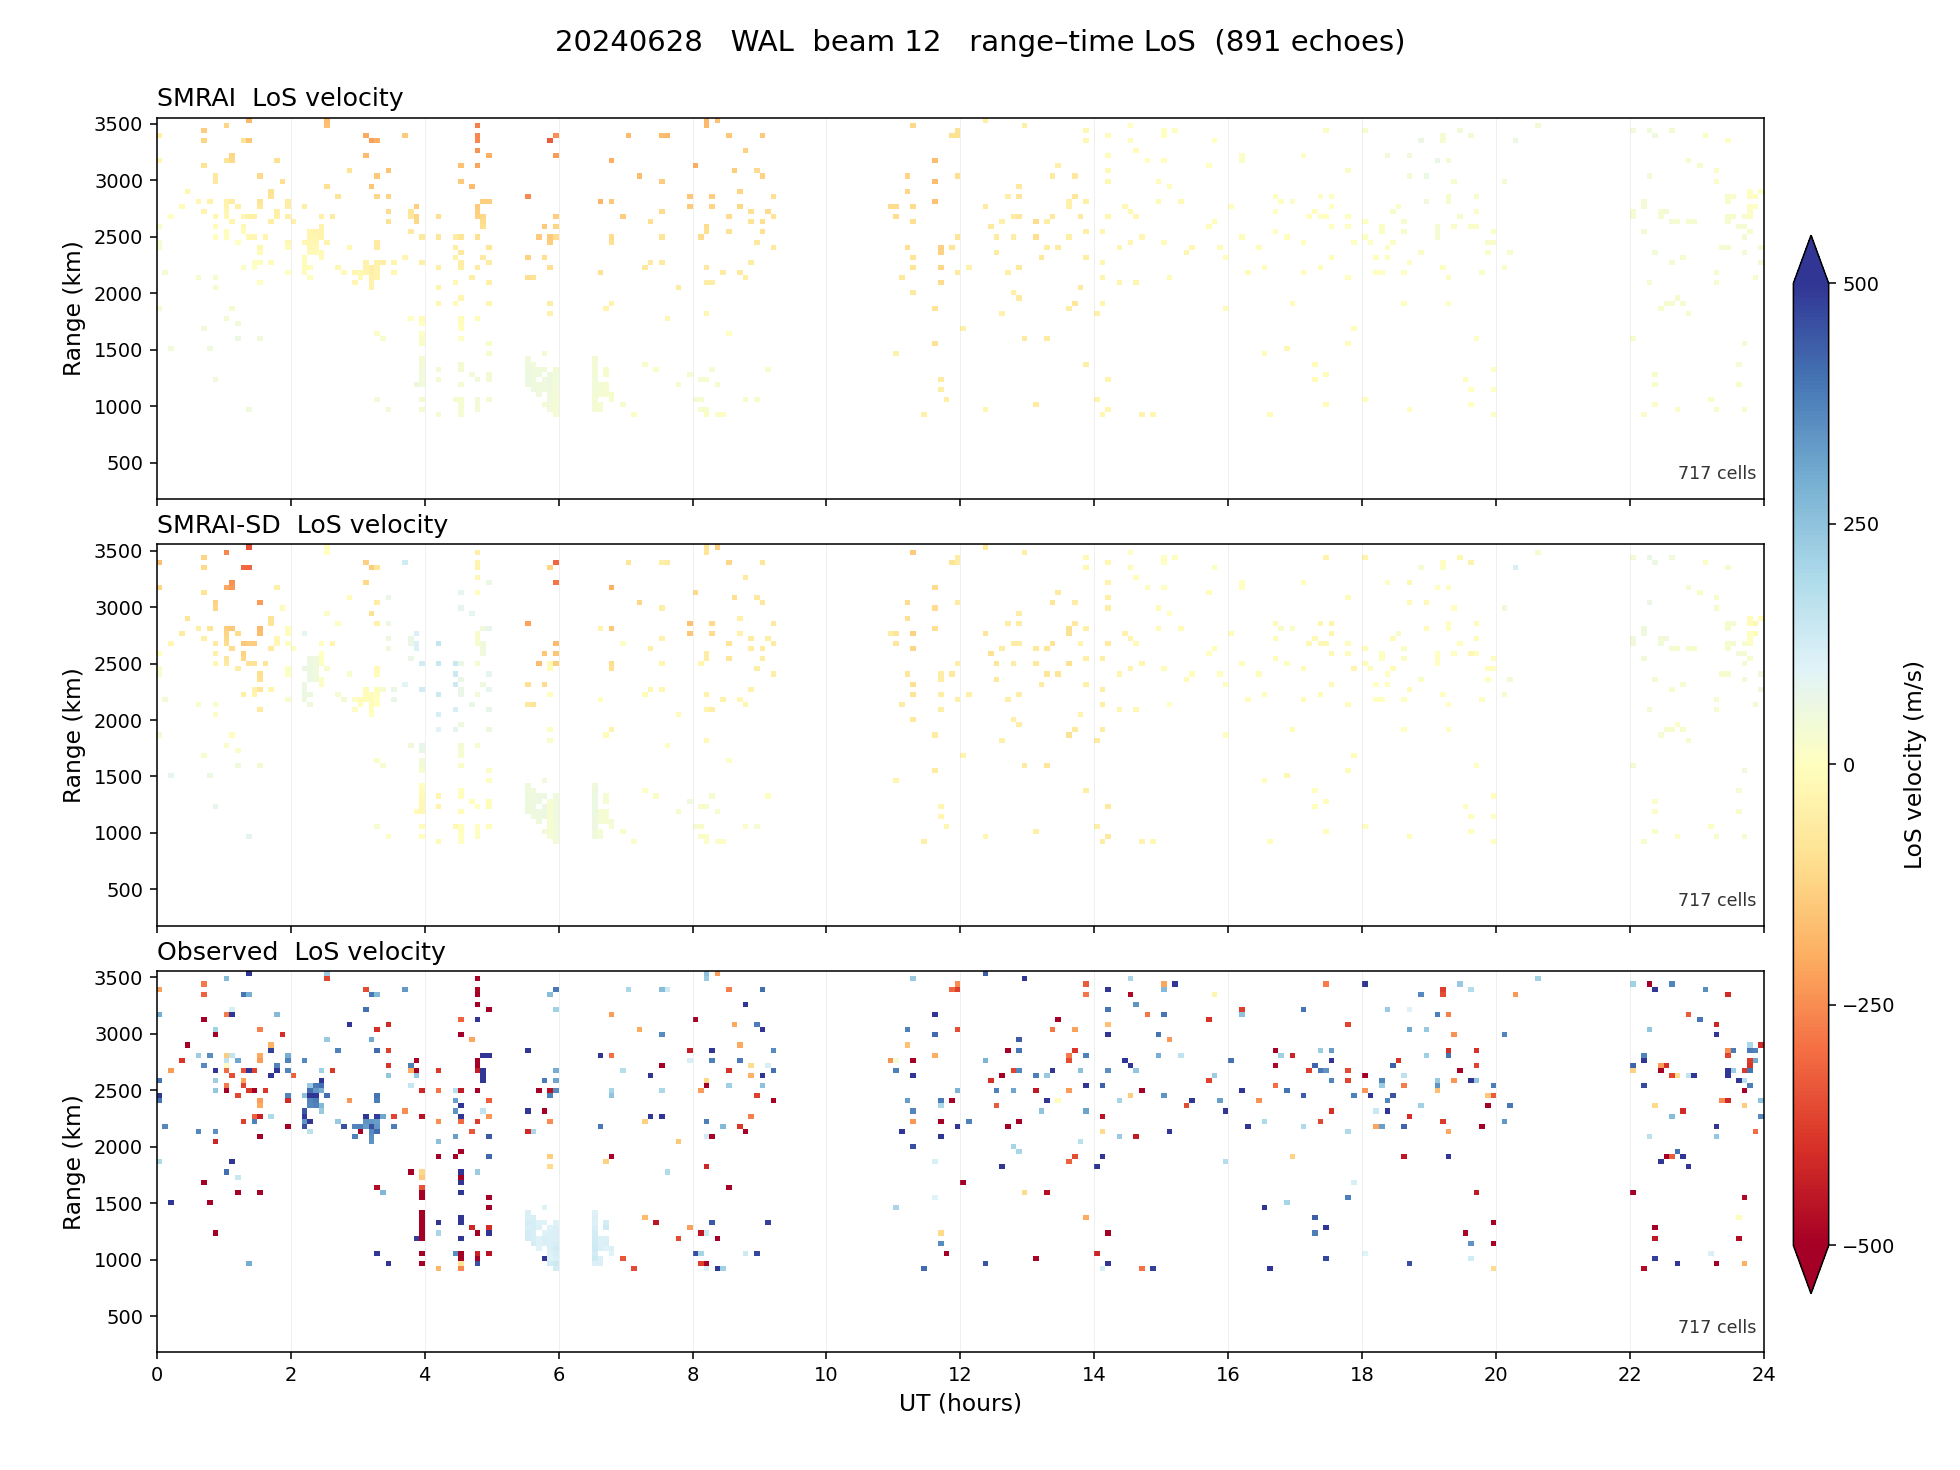 20240628   WAL  beam 12   range–time LoS  (891 echoes)
SMRAI  LoS velocity
3500
3000
2500
2000
1500
1000
500
Range (km)
717 cells
SMRAI-SD  LoS velocity
3500
3000
2500
2000
1500
1000
500
Range (km)
717 cells
Observed  LoS velocity
3500
3000
2500
2000
1500
1000
500
Range (km)
717 cells
0 2 4 6 8 10 12 14 16 18 20 22 24
UT (hours)
500
250
0
−250
−500
LoS velocity (m/s)